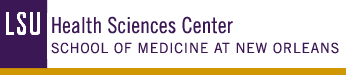 LSU Health Sciences Center
SCHOOL OF MEDICINE AT NEW ORLEANS